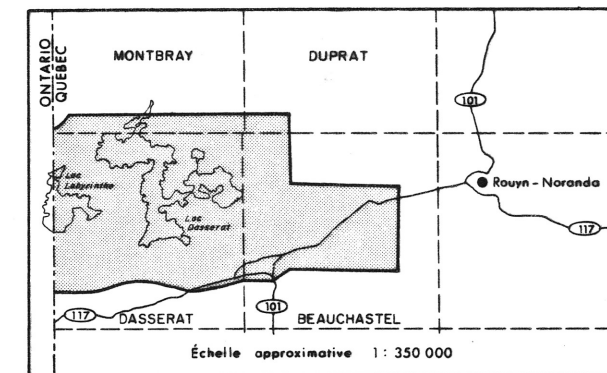 ONTARIO
QUEBEC
MONTBRAY
DUPRAT
101
Lac
Labyrinthe
Rouyn - Noranda
Lac
Dasserat
117
101
117
DASSERAT
BEAUCHASTEL
Échelle approximative 1: 350 000